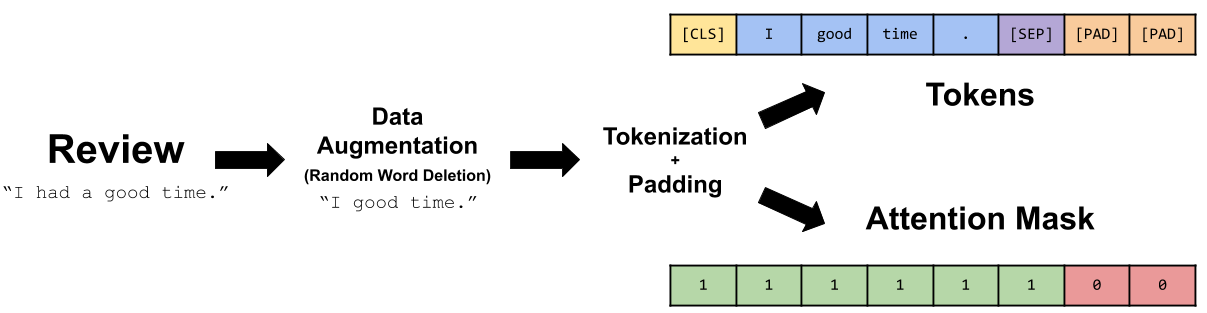 Review
“I had a good time.”
Data
Augmentation
(Random Word Deletion)
“I good time.”
Tokenization
+
Padding
[CLS] I good time . [SEP] [PAD] [PAD]
Tokens
Attention Mask
1 1 1 1 1 1 0 0